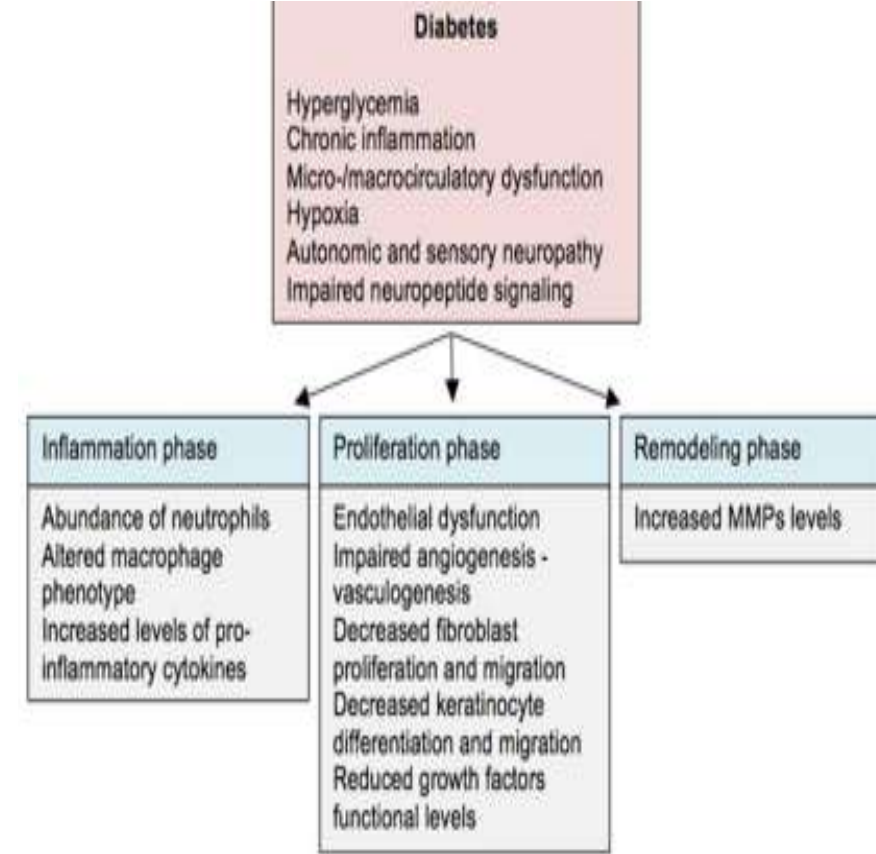 Diabetes
Hyperglycemia
Chronic inflammation
Micro-/macrocirculatory dysfunction
Hypoxia
Autonomic and sensory neuropathy
Impaired neuropeptide signaling
Inflammation phase
Abundance of neutrophils
Altered macrophage
phenotype
Increased levels of pro-
inflammatory cytokines
Proliferation phase
Endothelial dysfunction
Impaired angiogenesis -
vasculogenesis
Decreased fibroblast
proliferation and migration
Decreased keratinocyte
differentiation and migration
Reduced growth factors
functional levels
Remodeling phase
Increased MMPs levels